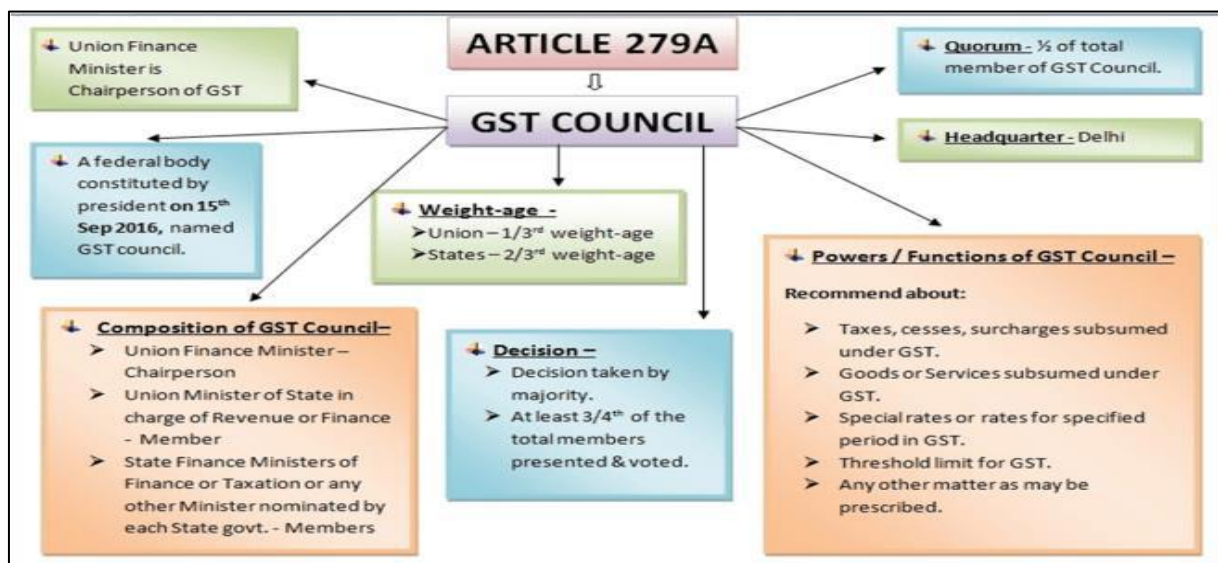 ARTICLE 279A
GST COUNCIL
Union Finance
Minister is
Chairperson of GST
A federal body
constituted by
president on 15th
Sep 2016, named
GST council.
Composition of GST Council–
➤ Union Finance Minister –
Chairperson
➤ Union Minister of State in
charge of Revenue or Finance
- Member
➤ State Finance Ministers of
Finance or Taxation or any
other Minister nominated by
each State govt. - Members
Weight-age -
➤Union – 1/3rd weight-age
➤States – 2/3rd weight-age
Decision –
➤ Decision taken by
majority.
➤ At least 3/4th of the
total members
presented & voted.
Quorum - ½ of total
member of GST Council.
Headquarter - Delhi
Powers / Functions of GST Council –
Recommend about:
➤ Taxes, cesses, surcharges subsumed
under GST.
➤ Goods or Services subsumed under
GST.
➤ Special rates or rates for specified
period in GST.
➤ Threshold limit for GST.
➤ Any other matter as may be
prescribed.